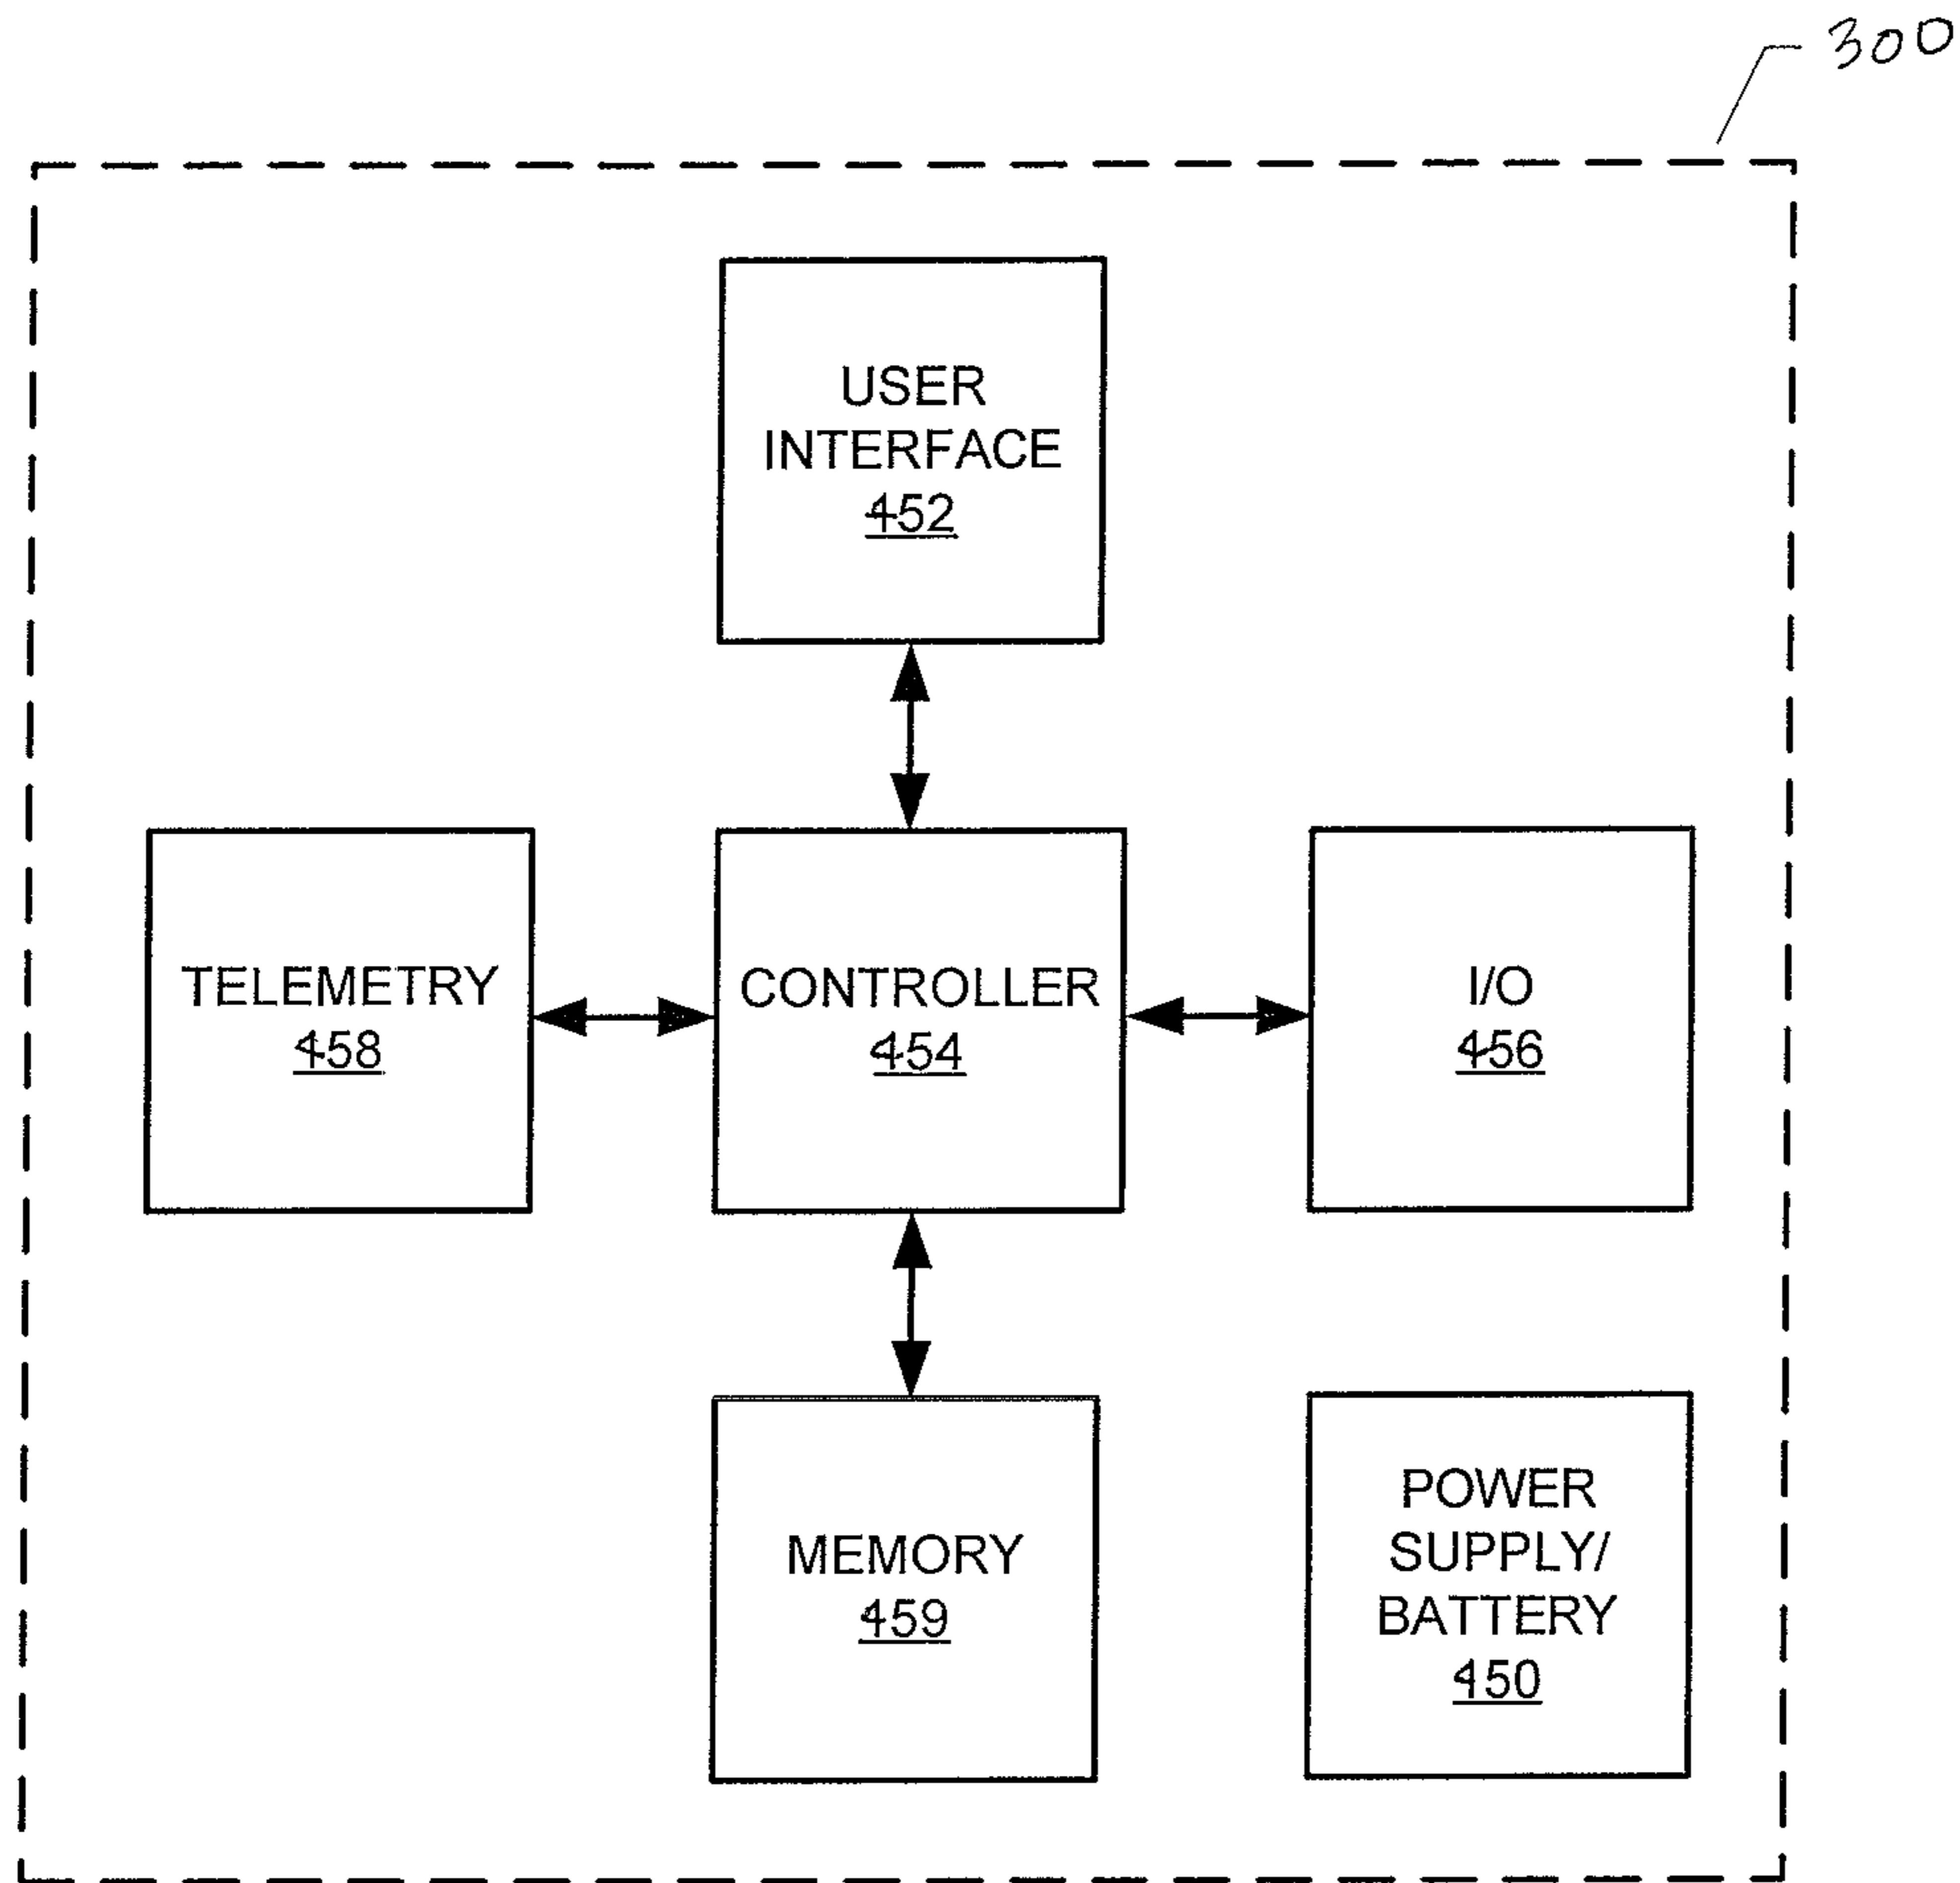 300
USER
INTERFACE
452
TELEMETRY
458
CONTROLLER
454
I/O
456
MEMORY
459
POWER
SUPPLY/
BATTERY
450